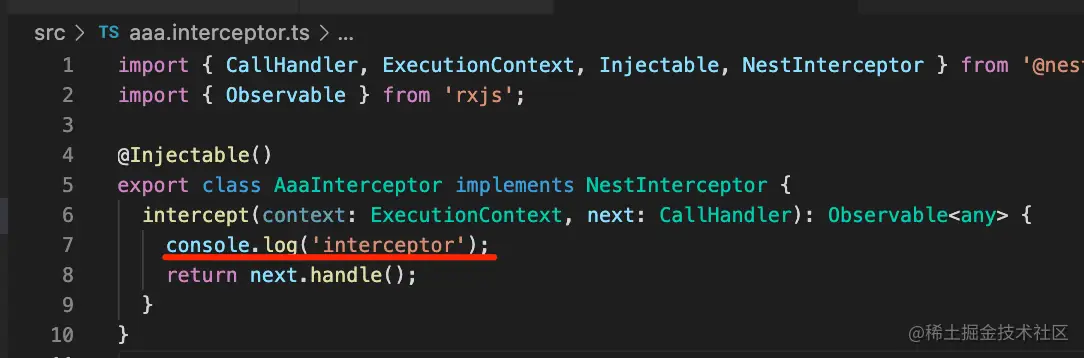 src > TS aaa.interceptor.ts > ...
1 import { CallHandler, ExecutionContext, Injectable, NestInterceptor } from '@nes
2 import { Observable } from 'rxjs';
3
4 @Injectable()
5 export class AaaInterceptor implements NestInterceptor {
6 intercept(context: ExecutionContext, next: CallHandler): Observable<any> {
7 console.log('interceptor');
8 return next.handle();
9 }
10 }
@稀土掘金技术社区